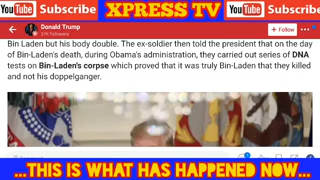 YouTube Subscribe XPRESS TV YouTube Subscribe
Donald Trump
+ Follow
Bin Laden but his body double. The ex-soldier then told the president that on the day
of Bin-Laden's death, during Obama's administration, they carried out series of DNA
tests on Bin-Laden's corpse which proved that it was truly Bin-Laden that they killed
and not his doppelganger.
...THIS IS WHAT HAS HAPPENED NOW...